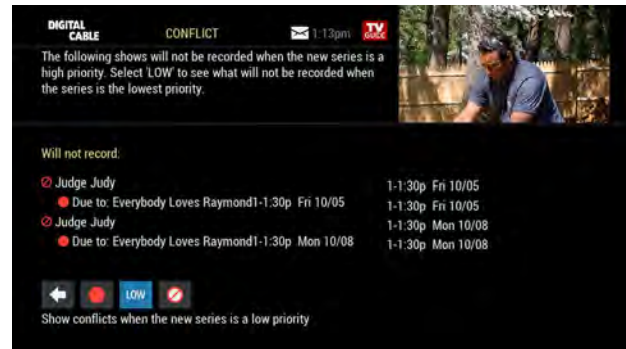 DIGITAL CABLE
CONFLICT
1:13pm
TV GUIDE
The following shows will not be recorded when the new series is a
high priority. Select 'LOW' to see what will not be recorded when
the series is the lowest priority.
Will not record:
Judge Judy 1-1:30p Fri 10/05
Due to: Everybody Loves Raymond1-1:30p Fri 10/05 1-1:30p Fri 10/05
Judge Judy 1-1:30p Mon 10/08
Due to: Everybody Loves Raymond1-1:30p Mon 10/08 1-1:30p Mon 10/08
LOW
Show conflicts when the new series is a low priority